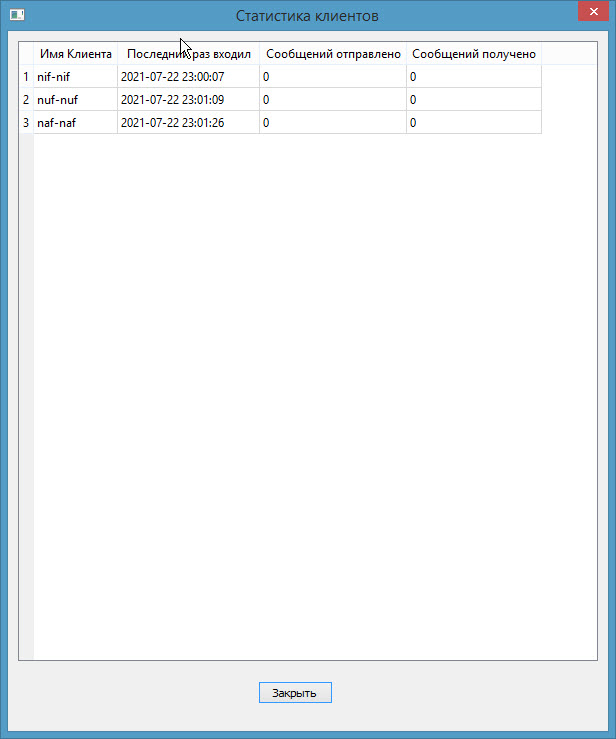 Статистика клиентов
Имя Клиента Последний раз входил Сообщений отправлено Сообщений получено
1 nif-nif 2021-07-22 23:00:07 0 0
2 nuf-nuf 2021-07-22 23:01:09 0 0
3 naf-naf 2021-07-22 23:01:26 0 0
Закрыть